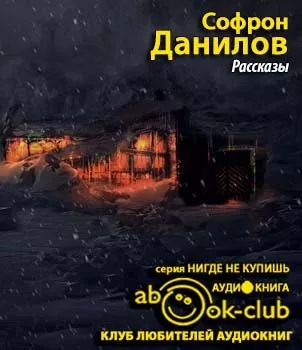 Софрон
Данилов
Рассказы
серия НИГДЕ НЕ КУПИШЬ
АУДИОКНИГА
abook-club
КЛУБ ЛЮБИТЕЛЕЙ АУДИОКНИГ